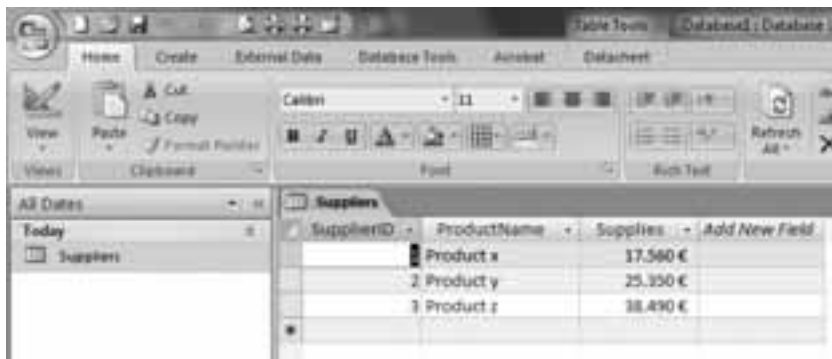 Table Tools Database1 : Database
Home Create External Data Database Tools Acrobat Datasheet
View
Views
Paste
Cut
Copy
Format Painter
Clipboard
Calibri 11
B I U A
Font
Rich Text
Refresh
All
All Dates
Today
Suppliers
Suppliers
SupplierID ProductName Supplies Add New Field
1 Product x 17.560 €
2 Product y 25.350 €
3 Product z 38.490 €